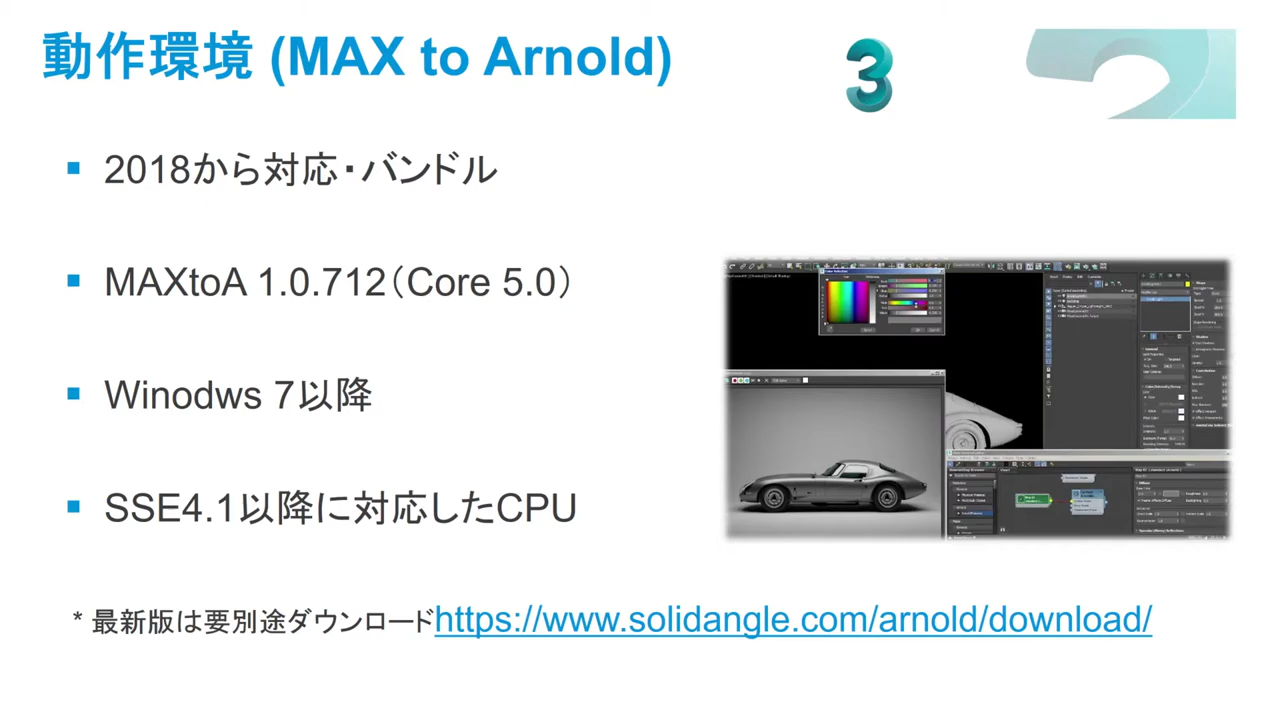 動作環境 (MAX to Arnold)
3
2018から対応・バンドル
MAXtoA 1.0.712（Core 5.0）
Winodws 7以降
SSE4.1以降に対応したCPU
* 最新版は要別途ダウンロードhttps://www.solidangle.com/arnold/download/